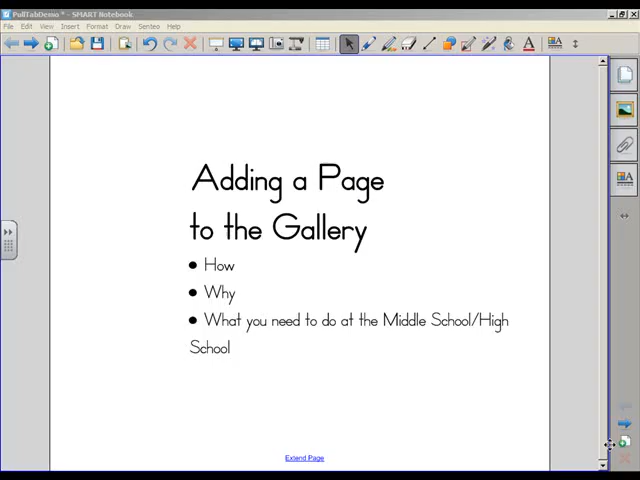 PullTabDemo * - SMART Notebook
File Edit View Insert Format Draw Senteo Help
Adding a Page
to the Gallery
• How
• Why
• What you need to do at the Middle School/High
School
Extend Page